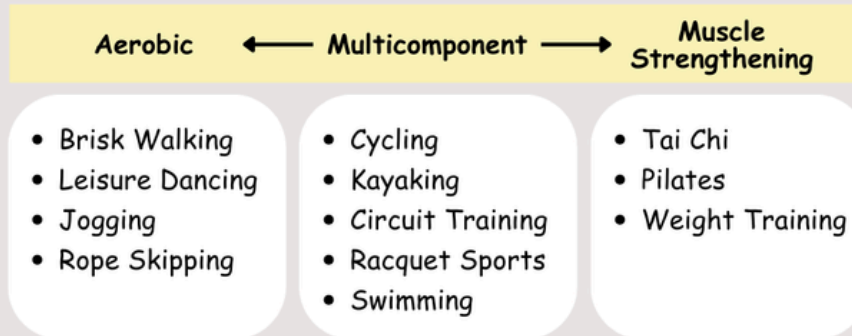 Aerobic
Multicomponent
Muscle
Strengthening
• Brisk Walking
• Leisure Dancing
• Jogging
• Rope Skipping
• Cycling
• Kayaking
• Circuit Training
• Racquet Sports
• Swimming
• Tai Chi
• Pilates
• Weight Training